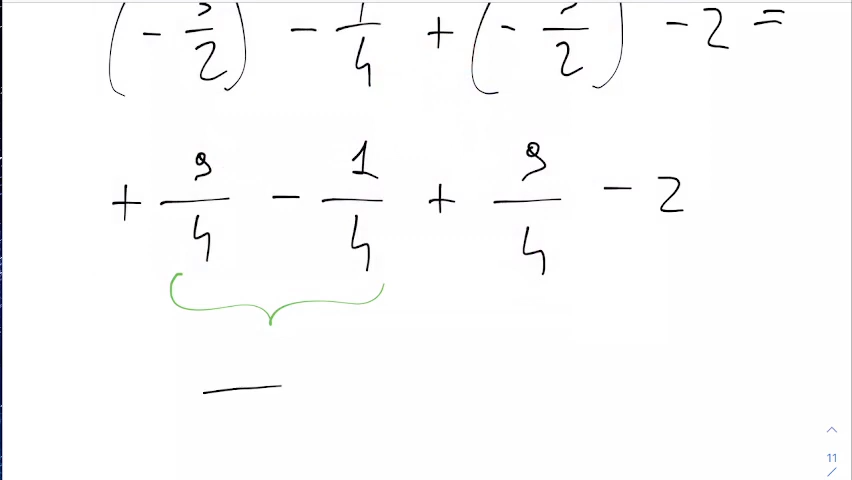 (- 3/2) - 1/4 + (- 3/2) - 2 =
+ 9/4 - 1/4 + 9/4 - 2
11